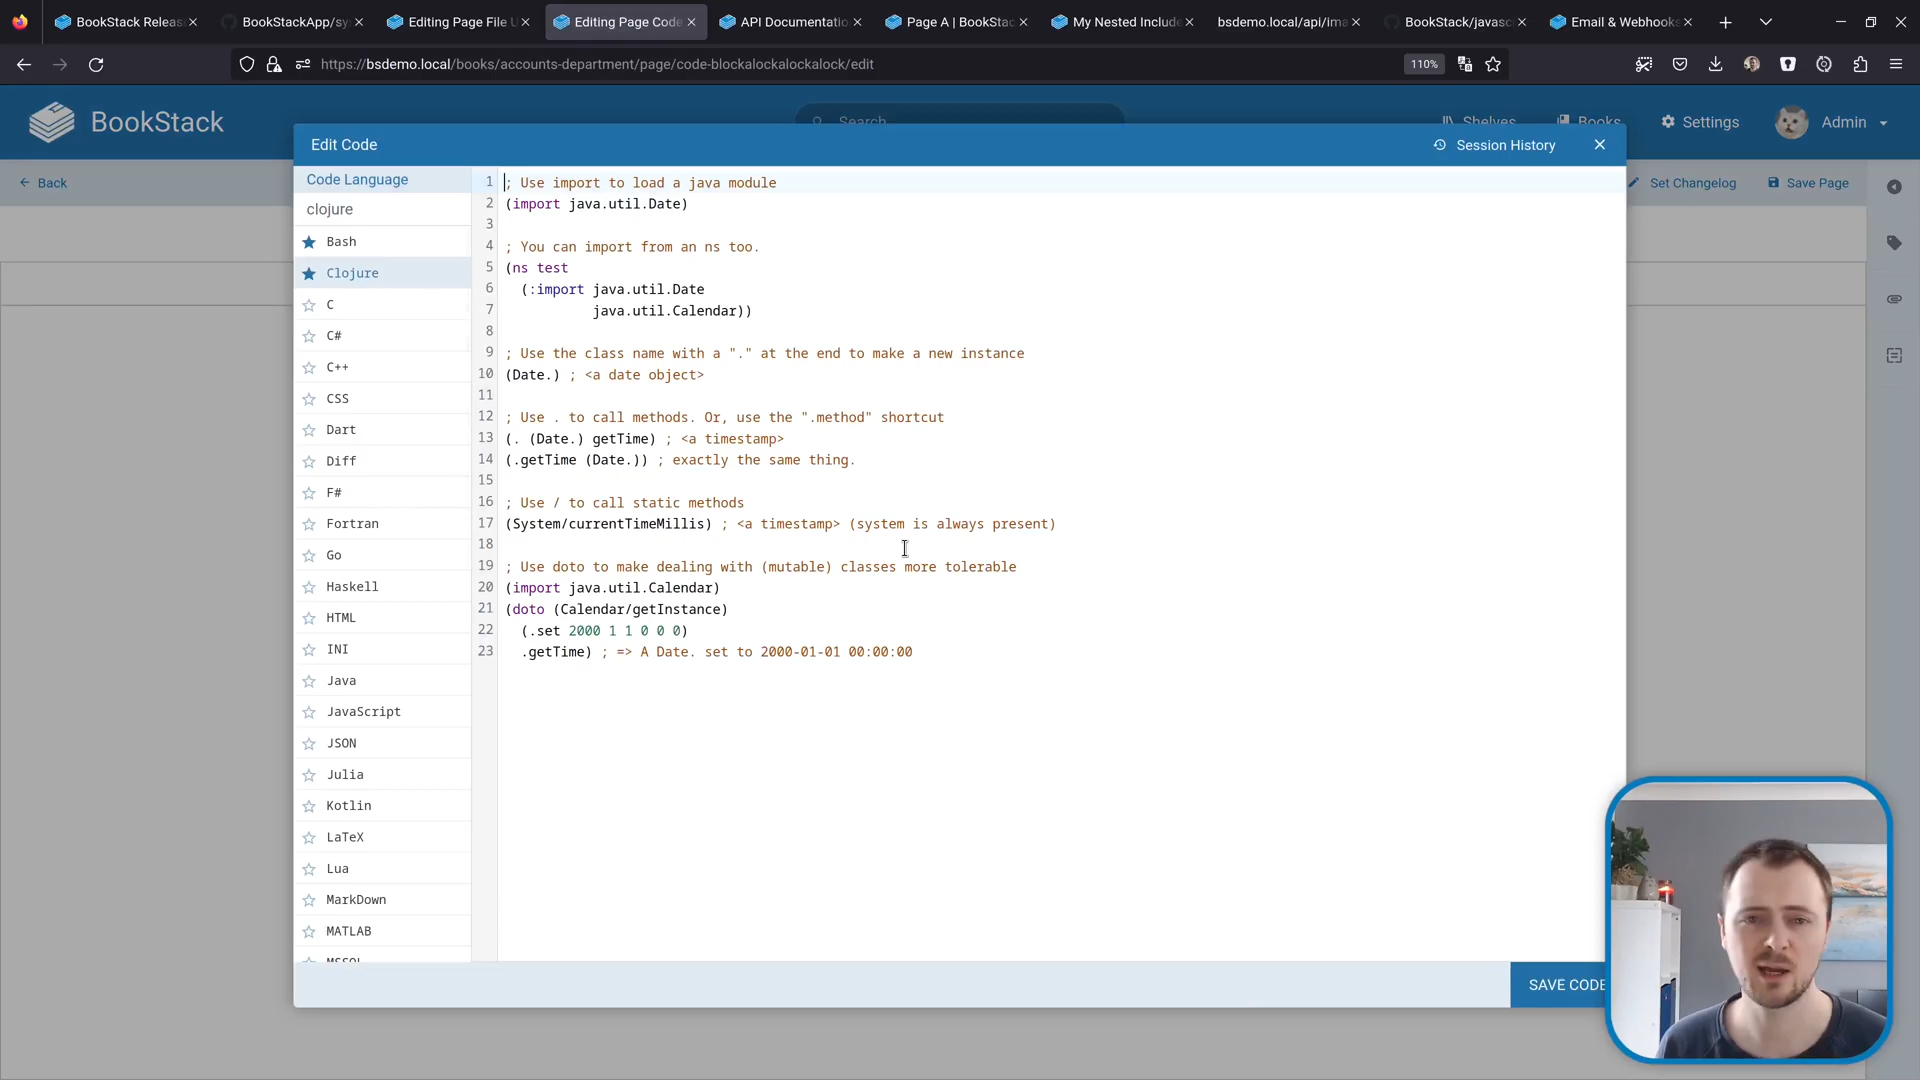 BookStack Releas
BookStackApp/sy
Editing Page File U
Editing Page Code
API Documentatio
Page A | BookStac
My Nested Include
bsdemo.local/api/ima
BookStack/javasc
Email & Webhooks
https://bsdemo.local/books/accounts-department/page/code-blockalockalockalock/edit
110%
BookStack
Search
Shelves
Books
Settings
Admin
Back
Set Changelog
Save Page
Edit Code
Session History
Code Language
clojure
Bash
Clojure
C
C#
C++
CSS
Dart
Diff
F#
Fortran
Go
Haskell
HTML
INI
Java
JavaScript
JSON
Julia
Kotlin
LaTeX
Lua
MarkDown
MATLAB
MSSQL
1 ; Use import to load a java module
2 (import java.util.Date)
3
4 ; You can import from an ns too.
5 (ns test
6   (:import java.util.Date
7            java.util.Calendar))
8
9 ; Use the class name with a "." at the end to make a new instance
10 (Date.) ; <a date object>
11
12 ; Use . to call methods. Or, use the ".method" shortcut
13 (. (Date.) getTime) ; <a timestamp>
14 (.getTime (Date.)) ; exactly the same thing.
15
16 ; Use / to call static methods
17 (System/currentTimeMillis) ; <a timestamp> (system is always present)
18
19 ; Use doto to make dealing with (mutable) classes more tolerable
20 (import java.util.Calendar)
21 (doto (Calendar/getInstance)
22   (.set 2000 1 1 0 0 0)
23   .getTime) ; => A Date. set to 2000-01-01 00:00:00
SAVE CODE